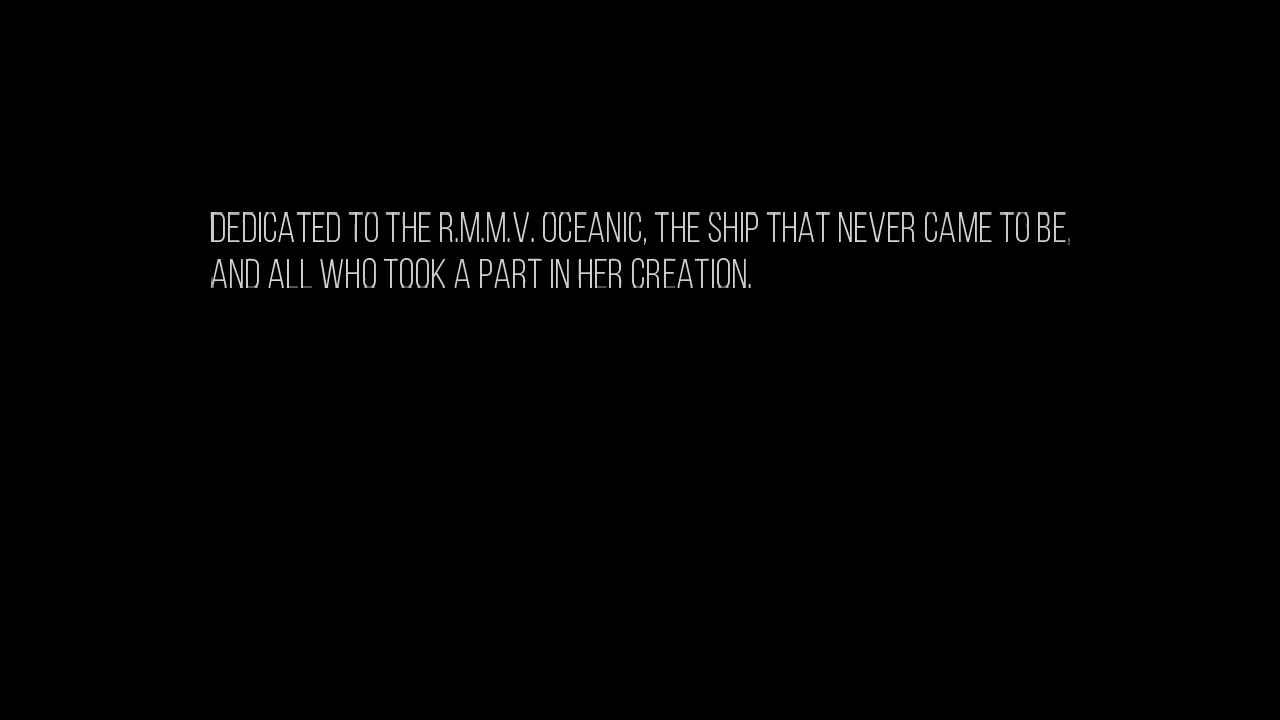 DEDICATED TO THE R.M.M.V. OCEANIC, THE SHIP THAT NEVER CAME TO BE,
AND ALL WHO TOOK A PART IN HER CREATION.